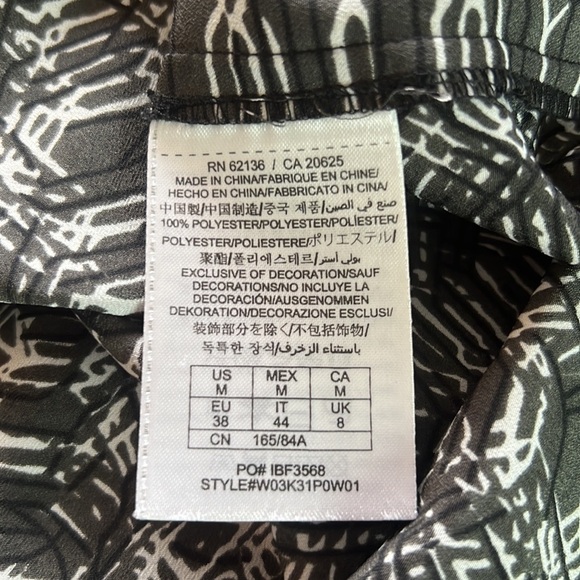 RN 62136 / CA 20625
MADE IN CHINA/FABRIQUE EN CHINE/
HECHO EN CHINA/FABBRICATO IN CINA/
中国製/中国制造/중국 제품/صنع في الصين/
100% POLYESTER/POLYESTER/POLIÉSTER/
POLYESTER/POLIESTERE/ポリエステル/
聚酯/폴리에스테르/بولي أستر/
EXCLUSIVE OF DECORATION/SAUF
DECORATIONS/NO INCLUYE LA
DECORACIÓN/AUSGENOMMEN
DEKORATION/DECORAZIONE ESCLUSI/
装飾部分を除く/不包括饰物/
독특한 장식/باستثناء الزخرف/
US MEX CA
M M M
EU IT UK
38 44 8
CN 165/84A
PO# IBF3568
STYLE#W03K31P0W01